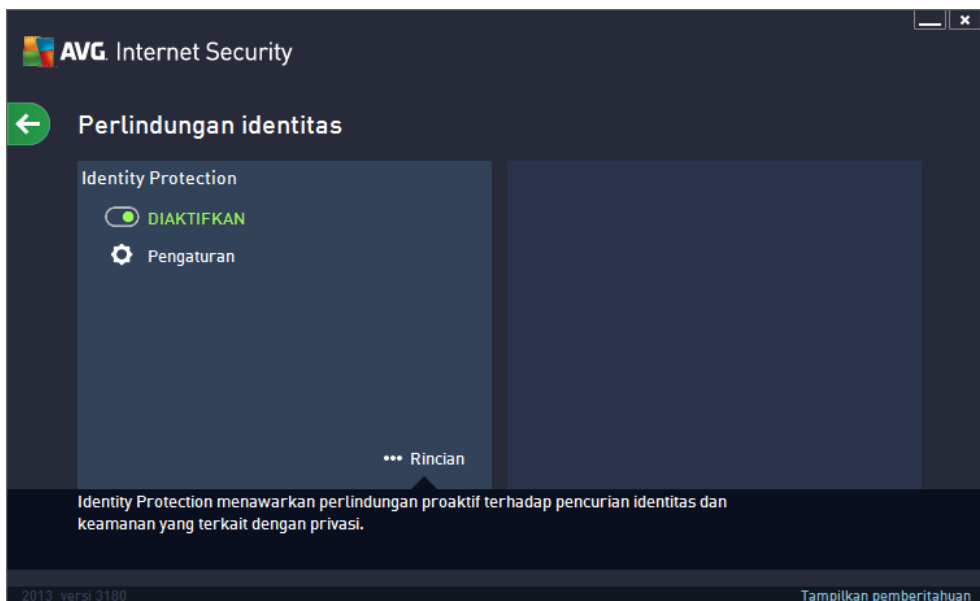 AVG. Internet Security
Perlindungan identitas
Identity Protection
DIAKTIFKAN
Pengaturan
••• Rincian
Identity Protection menawarkan perlindungan proaktif terhadap pencurian identitas dan
keamanan yang terkait dengan privasi.
2013 versi 3180
Tampilkan pemberitahuan